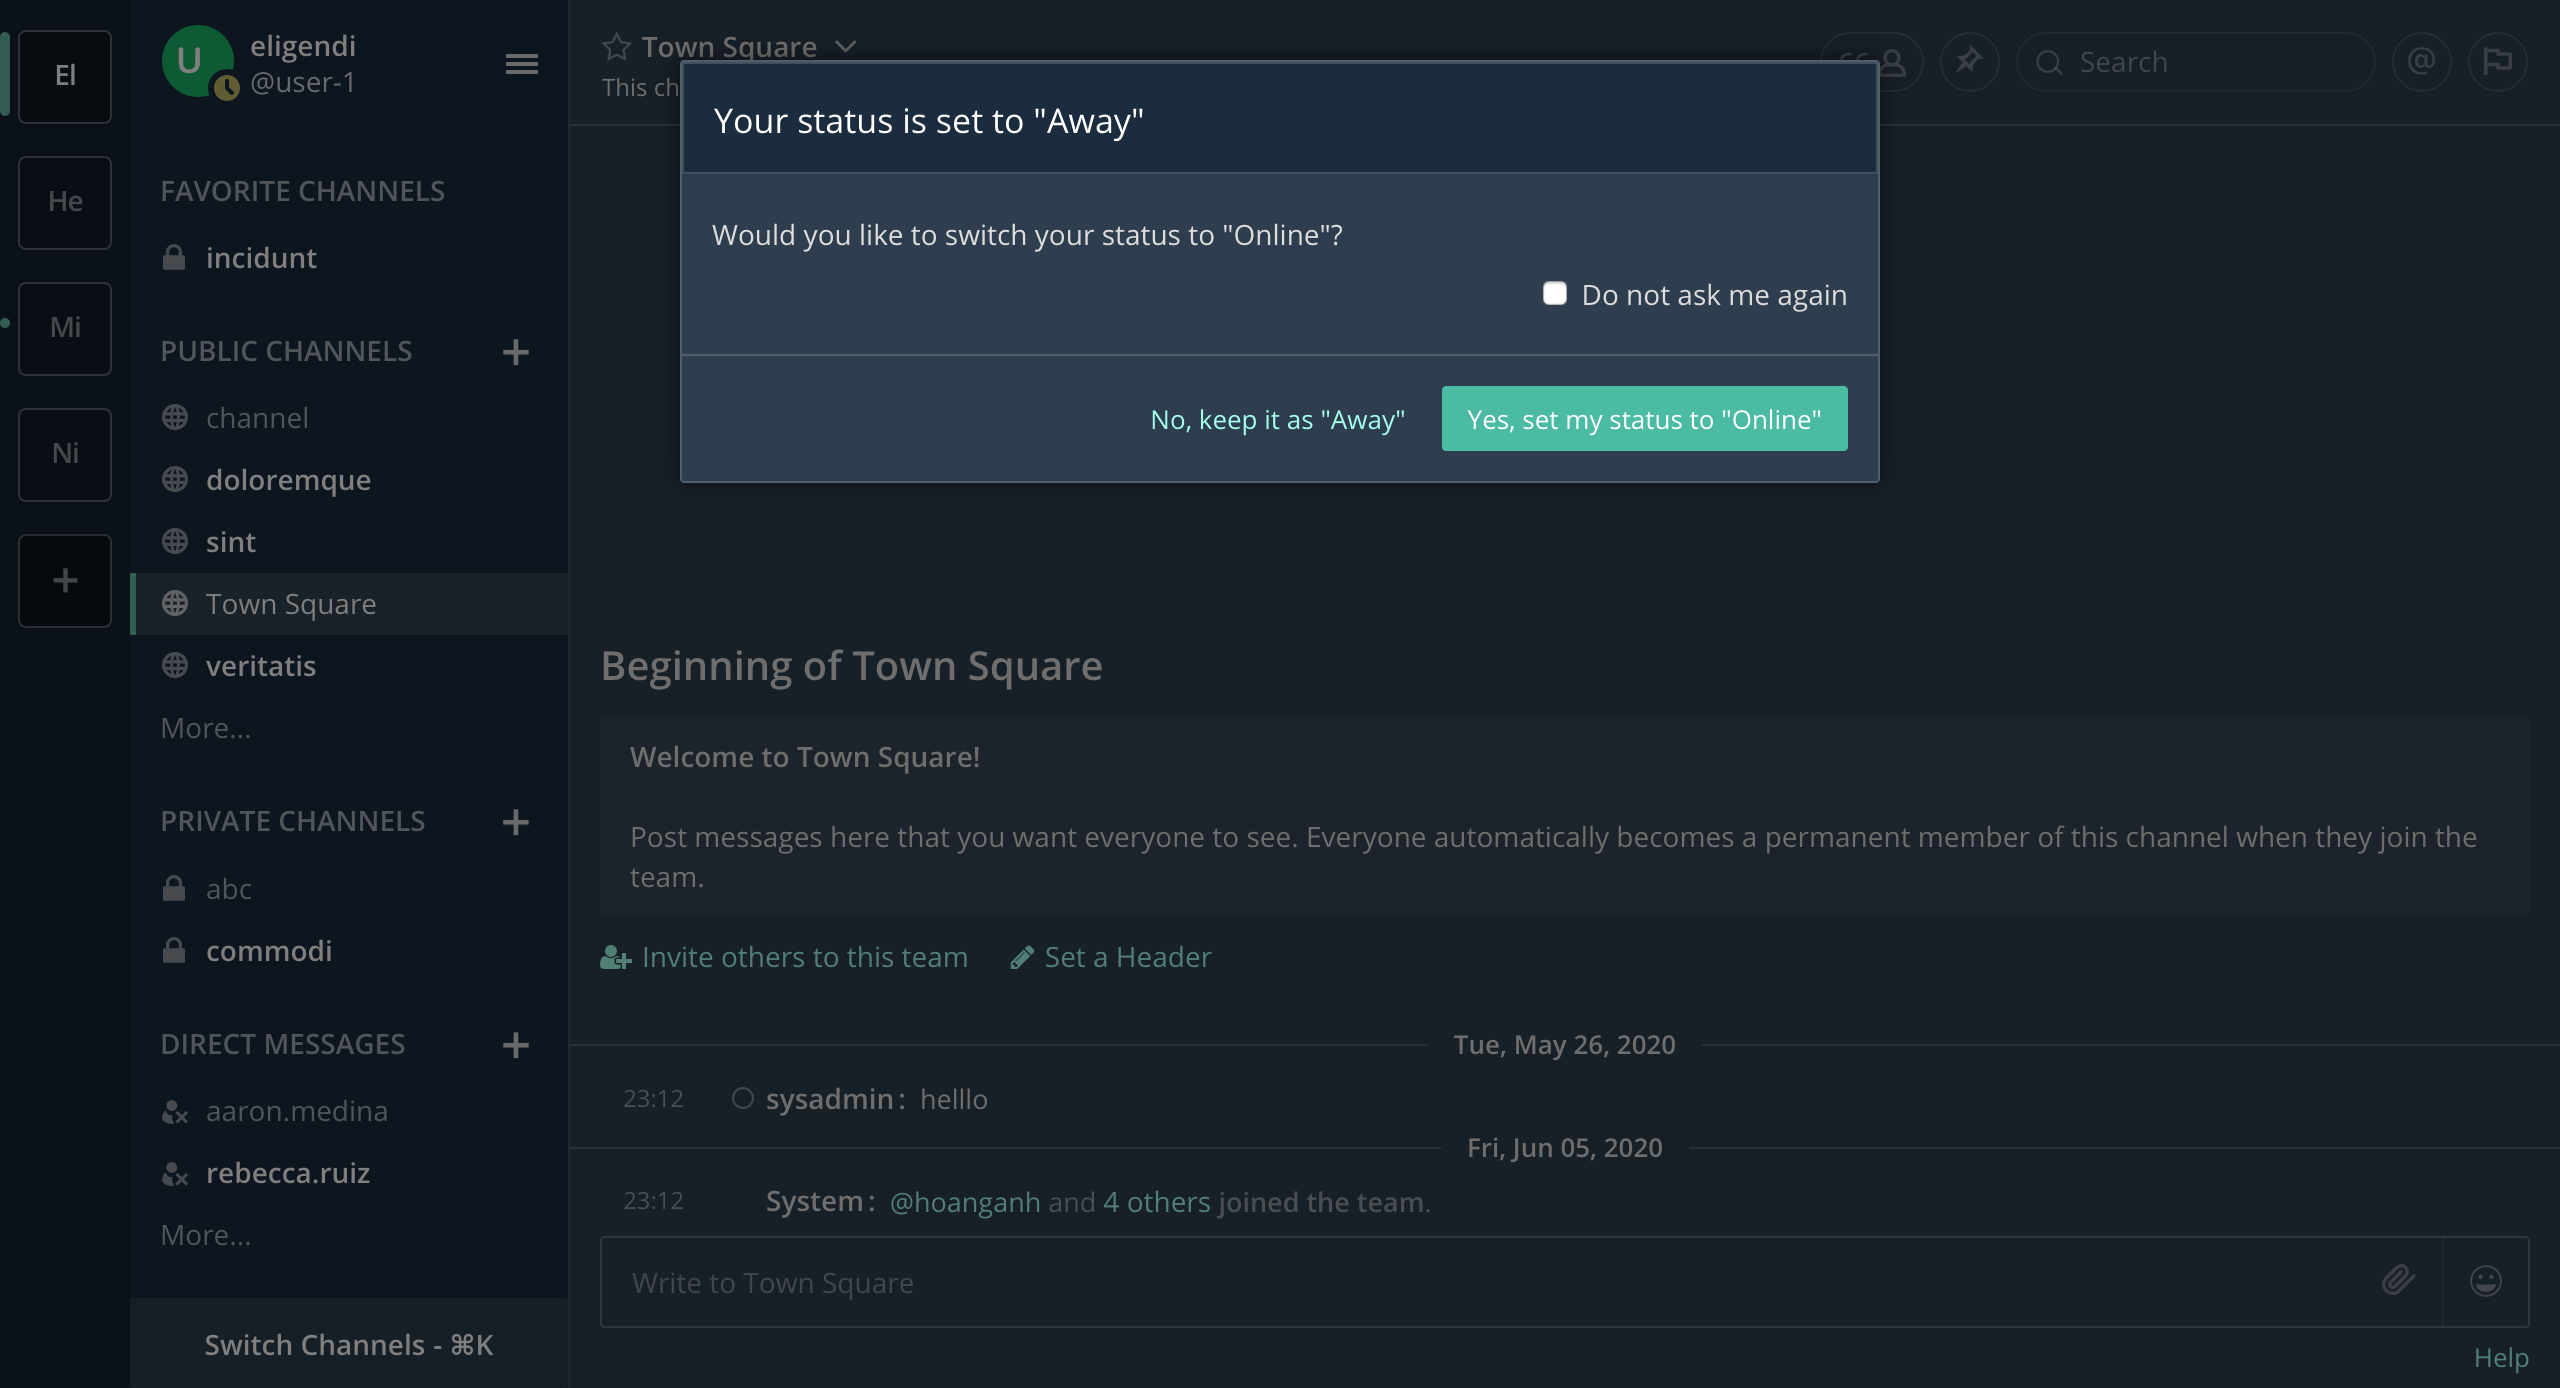 El
He
Mi
Ni
U
eligendi
@user-1
FAVORITE CHANNELS
incidunt
PUBLIC CHANNELS
channel
doloremque
sint
Town Square
veritatis
More...
PRIVATE CHANNELS
abc
commodi
DIRECT MESSAGES
aaron.medina
rebecca.ruiz
More...
Switch Channels - ⌘K
Town Square
This ch
Search
@
Your status is set to "Away"
Would you like to switch your status to "Online"?
Do not ask me again
No, keep it as "Away"
Yes, set my status to "Online"
Beginning of Town Square
Welcome to Town Square!
Post messages here that you want everyone to see. Everyone automatically becomes a permanent member of this channel when they join the
team.
Invite others to this team
Set a Header
Tue, May 26, 2020
23:12 sysadmin: helllo
Fri, Jun 05, 2020
23:12 System: @hoanganh and 4 others joined the team.
Write to Town Square
Help